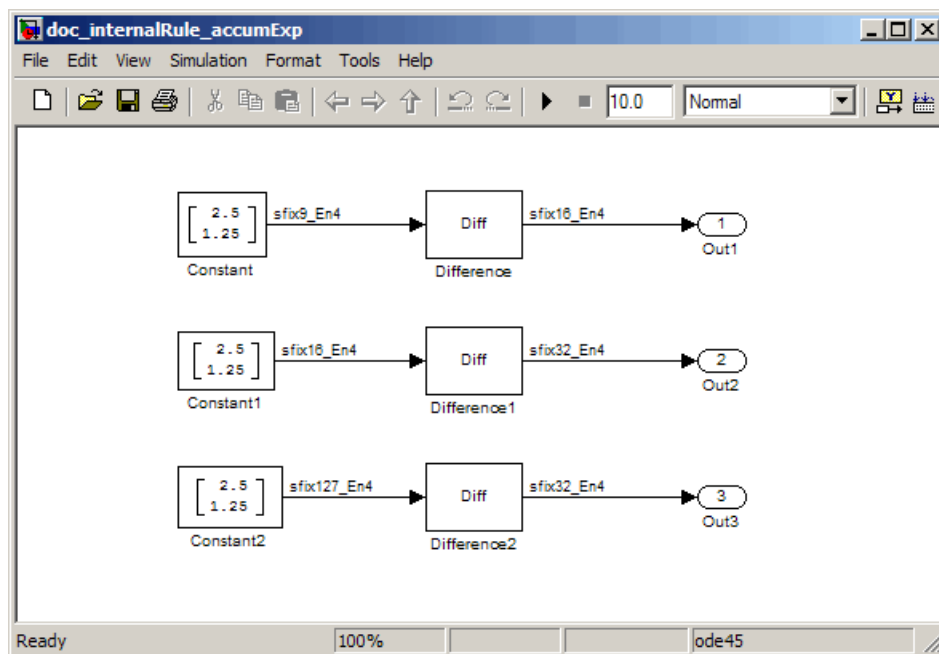 doc_internalRule_accumExp
File Edit View Simulation Format Tools Help
10.0 Normal
2.5
1.25
sfix9_En4
Diff
sfix16_En4
1
Constant
Difference
Out1
2.5
1.25
sfix16_En4
Diff
sfix32_En4
2
Constant1
Difference1
Out2
2.5
1.25
sfix127_En4
Diff
sfix32_En4
3
Constant2
Difference2
Out3
Ready 100% ode45